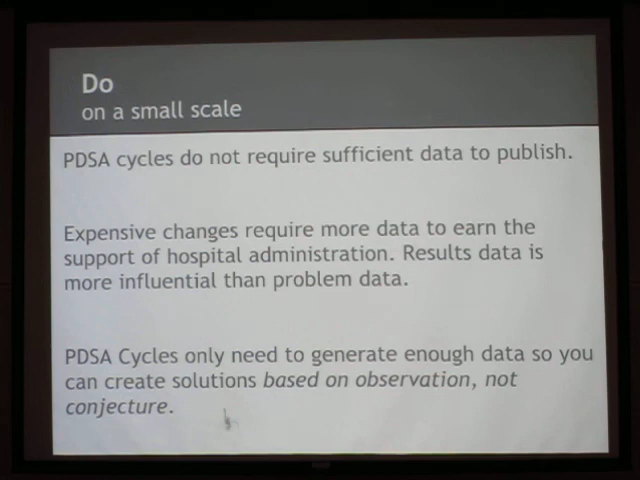 Do
on a small scale
PDSA cycles do not require sufficient data to publish.
Expensive changes require more data to earn the
support of hospital administration. Results data is
more influential than problem data.
PDSA Cycles only need to generate enough data so you
can create solutions based on observation, not
conjecture.